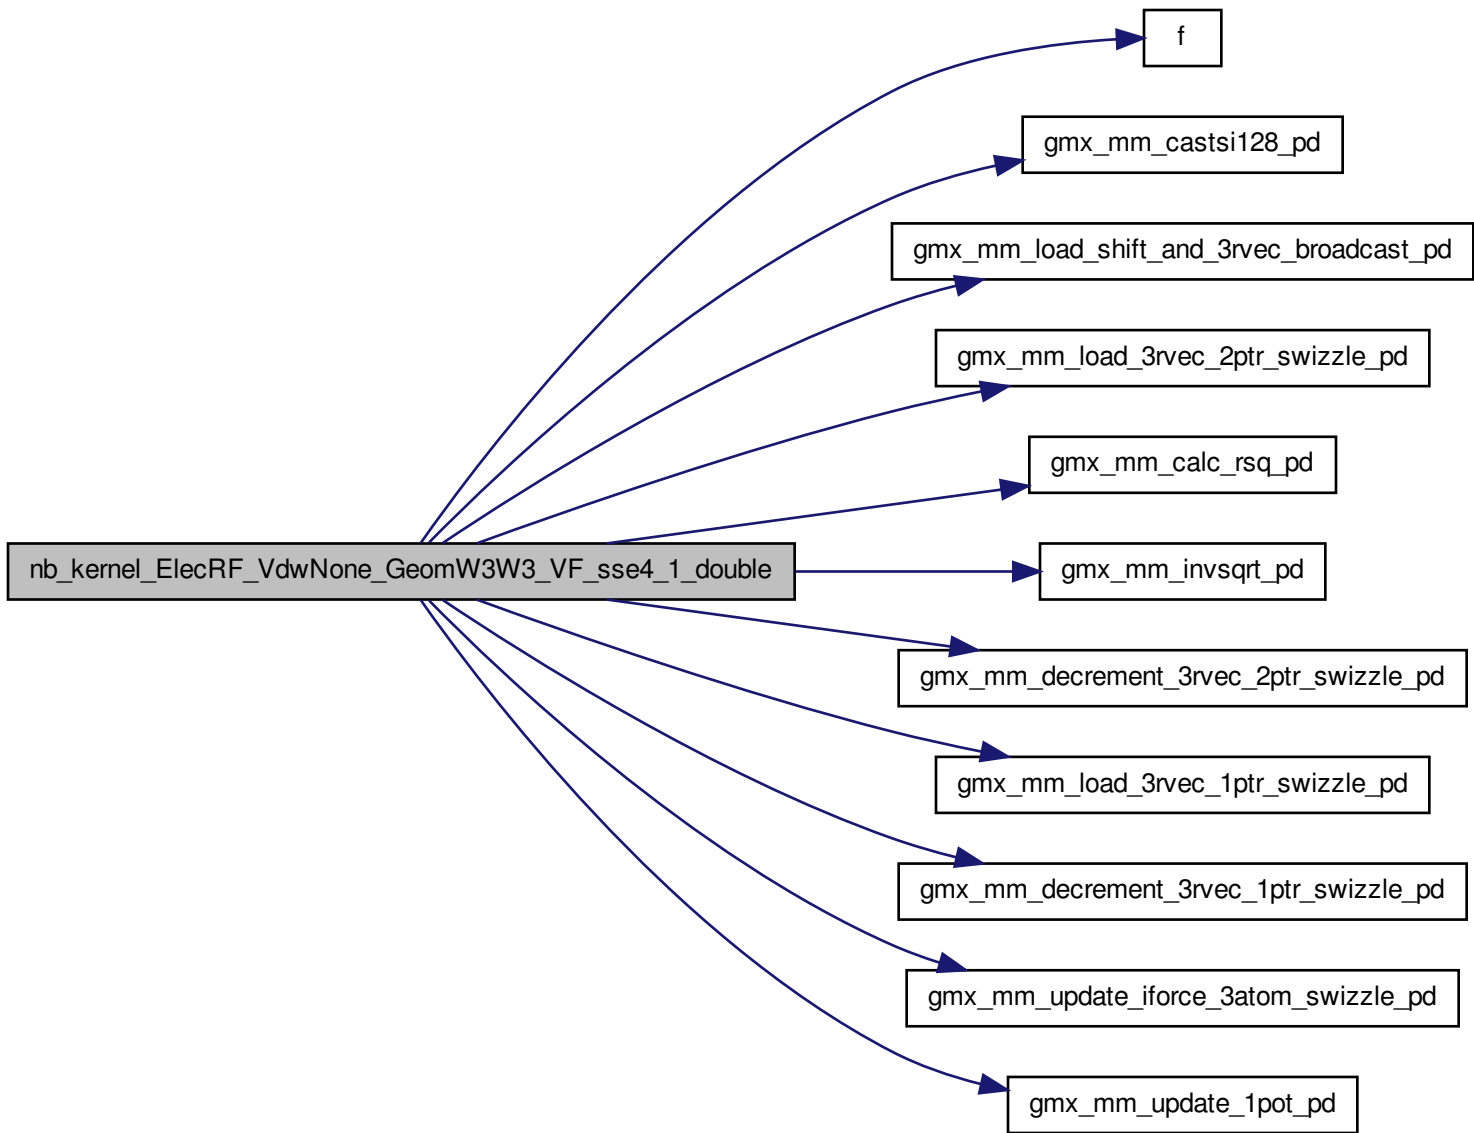 f
gmx_mm_castsi128_pd
gmx_mm_load_shift_and_3rvec_broadcast_pd
gmx_mm_load_3rvec_2ptr_swizzle_pd
gmx_mm_calc_rsq_pd
nb_kernel_ElecRF_VdwNone_GeomW3W3_VF_sse4_1_double
gmx_mm_invsqrt_pd
gmx_mm_decrement_3rvec_2ptr_swizzle_pd
gmx_mm_load_3rvec_1ptr_swizzle_pd
gmx_mm_decrement_3rvec_1ptr_swizzle_pd
gmx_mm_update_iforce_3atom_swizzle_pd
gmx_mm_update_1pot_pd